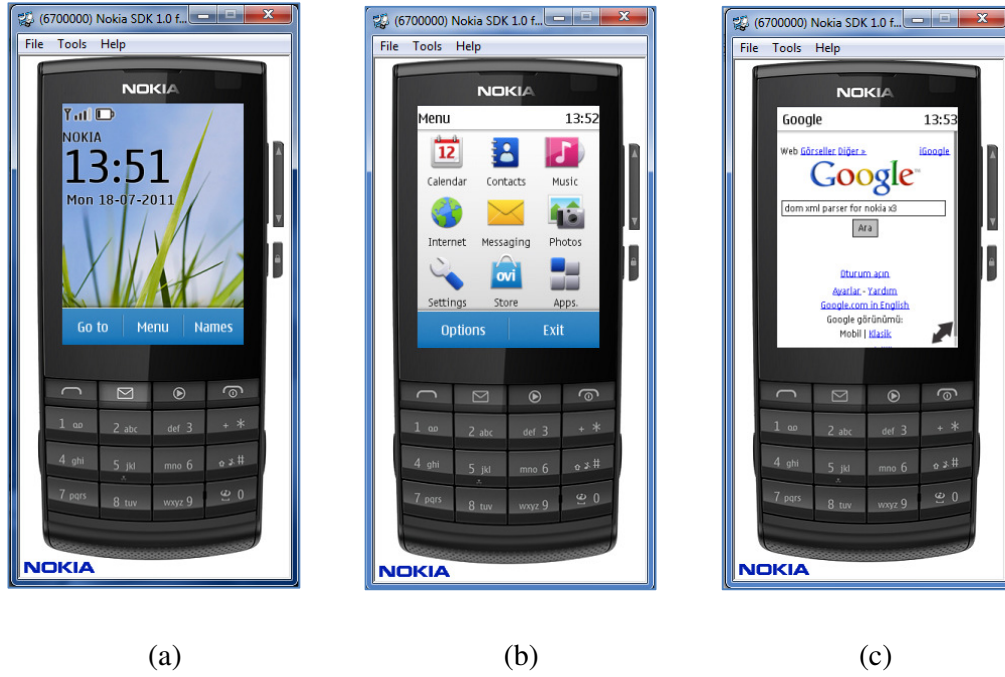 (6700000) Nokia SDK 1.0 f...
File Tools Help
NOKIA
NOKIA
13:51
Mon 18-07-2011
Go to Menu Names
1 2 abc def 3 + *
4 ghi 5 jkl mno 6 #
7 pqrs 8 tuv wxyz 9 0
NOKIA
(a)
(6700000) Nokia SDK 1.0 f...
File Tools Help
NOKIA
Menu 13:52
12
Calendar Contacts Music
Internet Messaging Photos
ovi
Settings Store Apps.
Options Exit
1 2 abc def 3 + *
4 ghi 5 jkl mno 6 #
7 pqrs 8 tuv wxyz 9 0
NOKIA
(b)
(6700000) Nokia SDK 1.0 f...
File Tools Help
NOKIA
Google 13:53
Web Görseller Diğer » iGoogle
Google™
dom xml parser for nokia x3
Ara
Oturum açın
Ayarlar - Yardım
Google.com in English
Google görünümü:
Mobil | Klasik
1 2 abc def 3 + *
4 ghi 5 jkl mno 6 #
7 pqrs 8 tuv wxyz 9 0
NOKIA
(c)